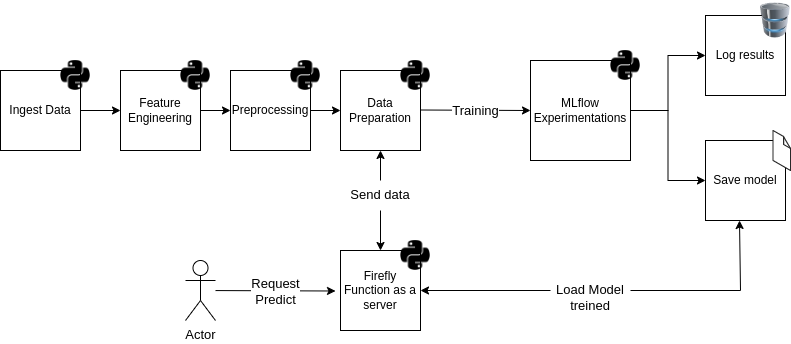 Log results
Ingest Data
Feature
Engineering
Preprocessing
Data
Preparation
Training
MLflow
Experimentations
Save model
Send data
Request
Predict
Firefly
Function as a
server
Load Model
treined
Actor